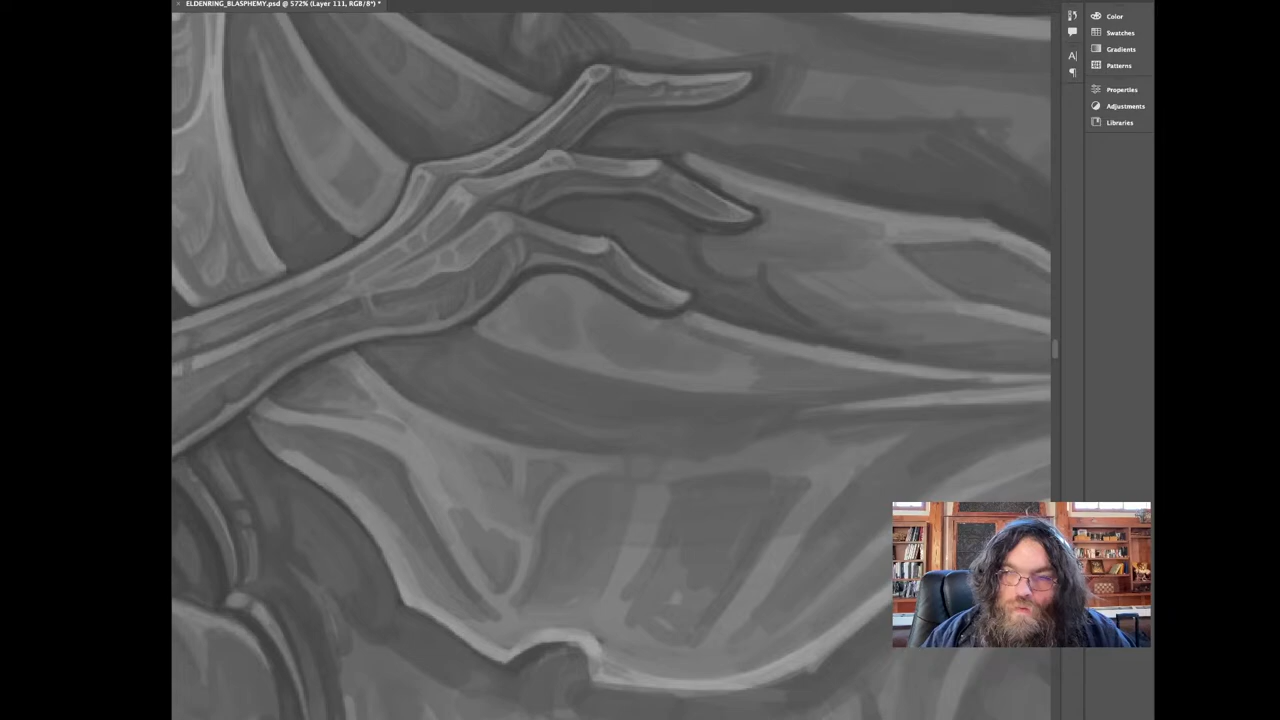 × ELDENRING_BLASPHEMY.psd @ 572% (Layer 111, RGB/8*) *
Color
Swatches
Gradients
A|
Patterns
¶
Properties
Adjustments
Libraries